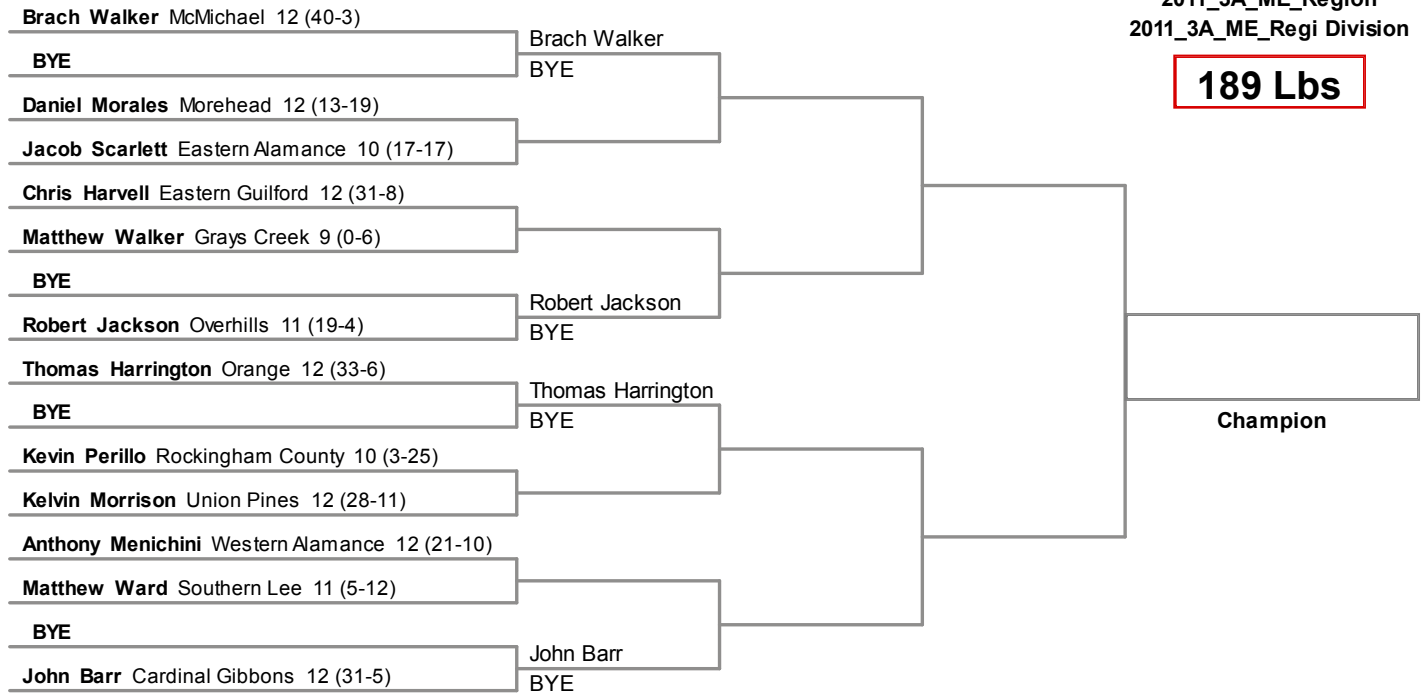 2011_3A_ME_Region
2011_3A_ME_Regi Division
189 Lbs
Brach Walker McMichael 12 (40-3)
BYE
Brach Walker
BYE
Daniel Morales Morehead 12 (13-19)
Jacob Scarlett Eastern Alamance 10 (17-17)
Chris Harvell Eastern Guilford 12 (31-8)
Matthew Walker Grays Creek 9 (0-6)
BYE
Robert Jackson Overhills 11 (19-4)
Robert Jackson
BYE
Thomas Harrington Orange 12 (33-6)
BYE
Thomas Harrington
BYE
Kevin Perillo Rockingham County 10 (3-25)
Kelvin Morrison Union Pines 12 (28-11)
Anthony Menichini Western Alamance 12 (21-10)
Matthew Ward Southern Lee 11 (5-12)
BYE
John Barr Cardinal Gibbons 12 (31-5)
John Barr
BYE
Champion